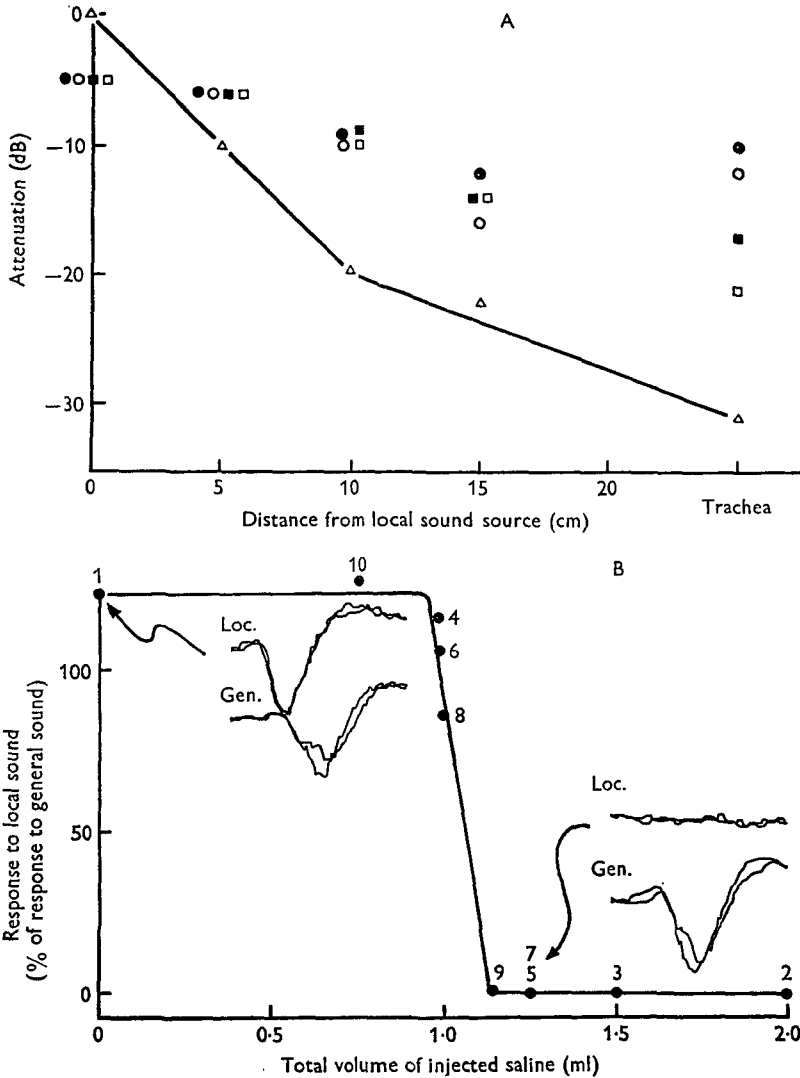 A
0
−10
−20
−30
Attenuation (dB)
0
5
10
15
20
Trachea
Distance from local sound source (cm)
B
1
10
4
6
8
Loc.
Gen.
100
50
0
Response to local sound
(% of response to general sound)
Loc.
Gen.
9
7
5
3
2
0
0·5
1·0
1·5
2·0
Total volume of injected saline (ml)